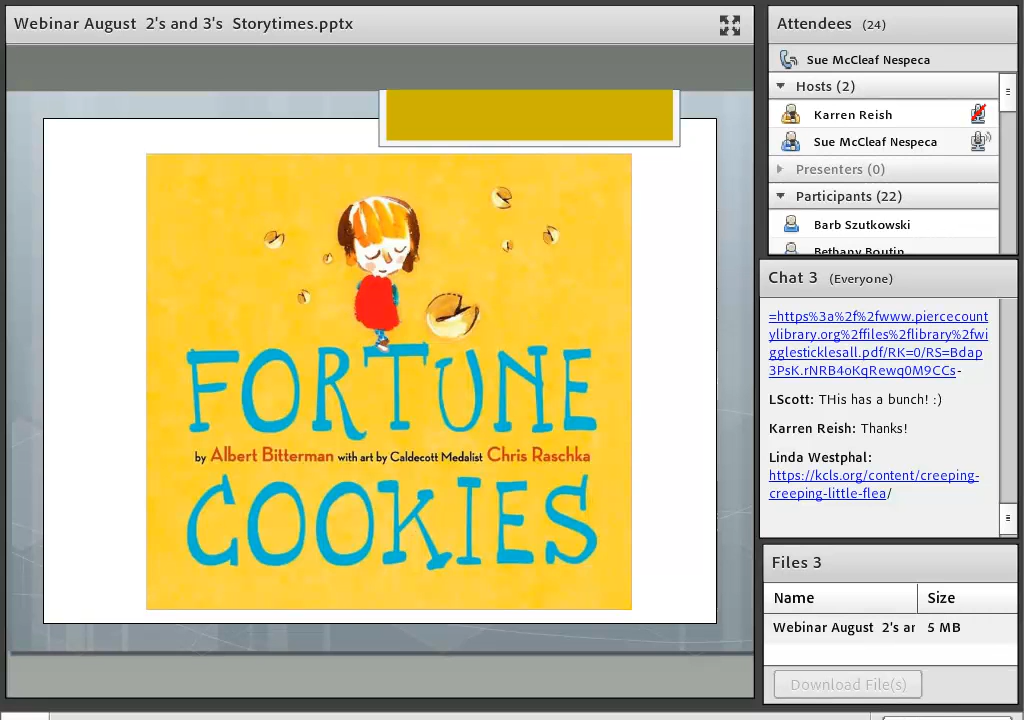 Webinar August 2's and 3's Storytimes.pptx
FORTUNE
by Albert Bitterman with art by Caldecott Medalist Chris Raschka
COOKIES
Attendees (24)
Sue McCleaf Nespeca
Hosts (2)
Karren Reish
Sue McCleaf Nespeca
Presenters (0)
Participants (22)
Barb Szutkowski
Bethany Boutin
Chat 3 (Everyone)
=https%3a%2f%2fwww.piercecount
ylibrary.org%2ffiles%2flibrary%2fwi
gglesticklesall.pdf/RK=0/RS=Bdap
3PsK.rNRB4oKqRewq0M9CCs-
LScott: THis has a bunch! :)
Karren Reish: Thanks!
Linda Westphal:
https://kcls.org/content/creeping-
creeping-little-flea/
Files 3
Name Size
Webinar August 2's ar 5 MB
Download File(s)